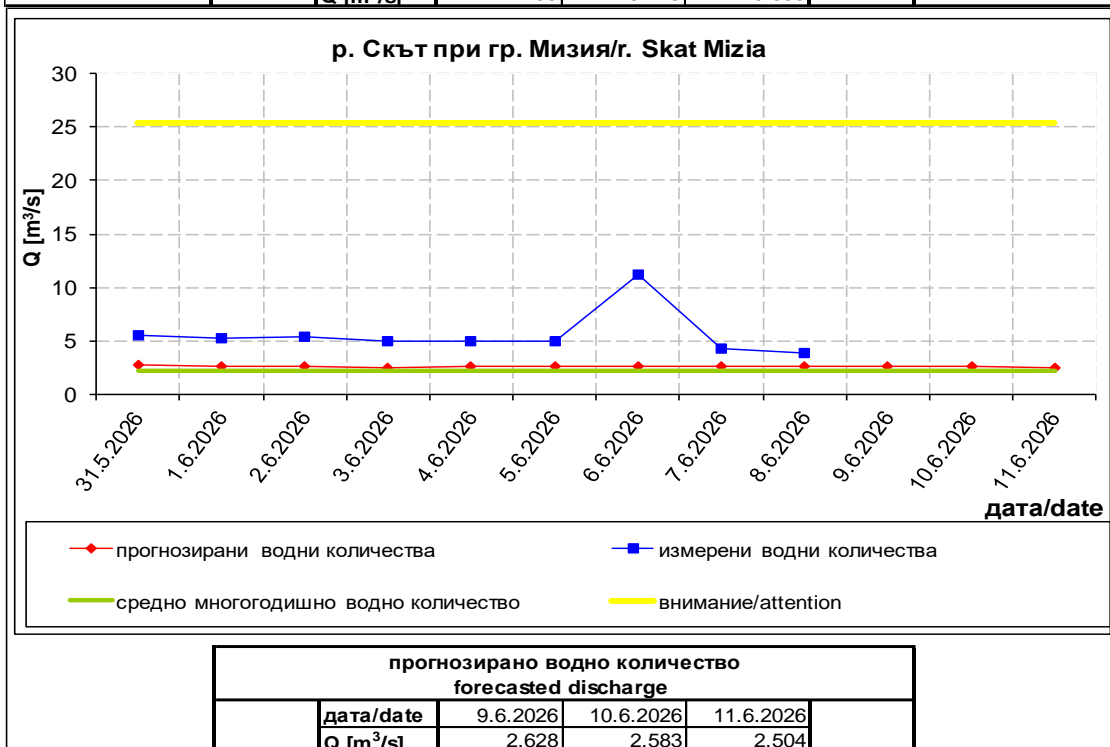 Q [m³/s]
р. Скът при гр. Мизия/r. Skat Mizia
30
25
20
15
10
5
0
Q [m³/s]
31.5.2026
1.6.2026
2.6.2026
3.6.2026
4.6.2026
5.6.2026
6.6.2026
7.6.2026
8.6.2026
9.6.2026
10.6.2026
11.6.2026
дата/date
прогнозирани водни количества
измерени водни количества
средно многогодишно водно количество
внимание/attention
прогнозирано водно количество
forecasted discharge
дата/date 9.6.2026 10.6.2026 11.6.2026
Q [m³/s] 2.628 2.583 2.504